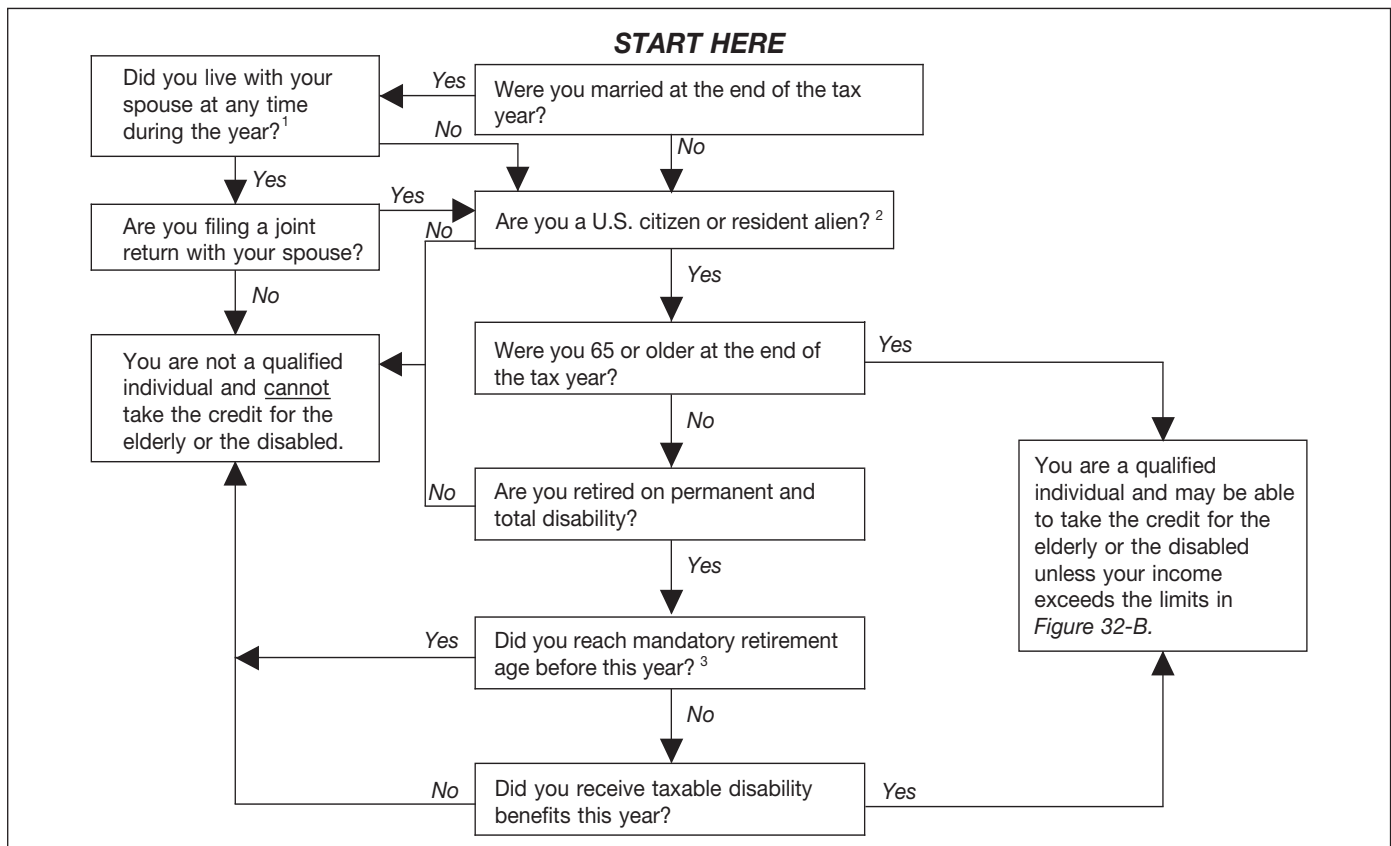 START HERE
Did you live with your
spouse at any time
during the year?1
Yes
Were you married at the end of the tax
year?
No
No
Yes
Are you filing a joint
return with your spouse?
Yes
Are you a U.S. citizen or resident alien? 2
No
Yes
No
You are not a qualified
individual and cannot
take the credit for the
elderly or the disabled.
Were you 65 or older at the end of
the tax year?
Yes
No
Are you retired on permanent and
total disability?
No
Yes
You are a qualified
individual and may be able
to take the credit for the
elderly or the disabled
unless your income
exceeds the limits in
Figure 32-B.
Did you reach mandatory retirement
age before this year? 3
Yes
No
Did you receive taxable disability
benefits this year?
No
Yes